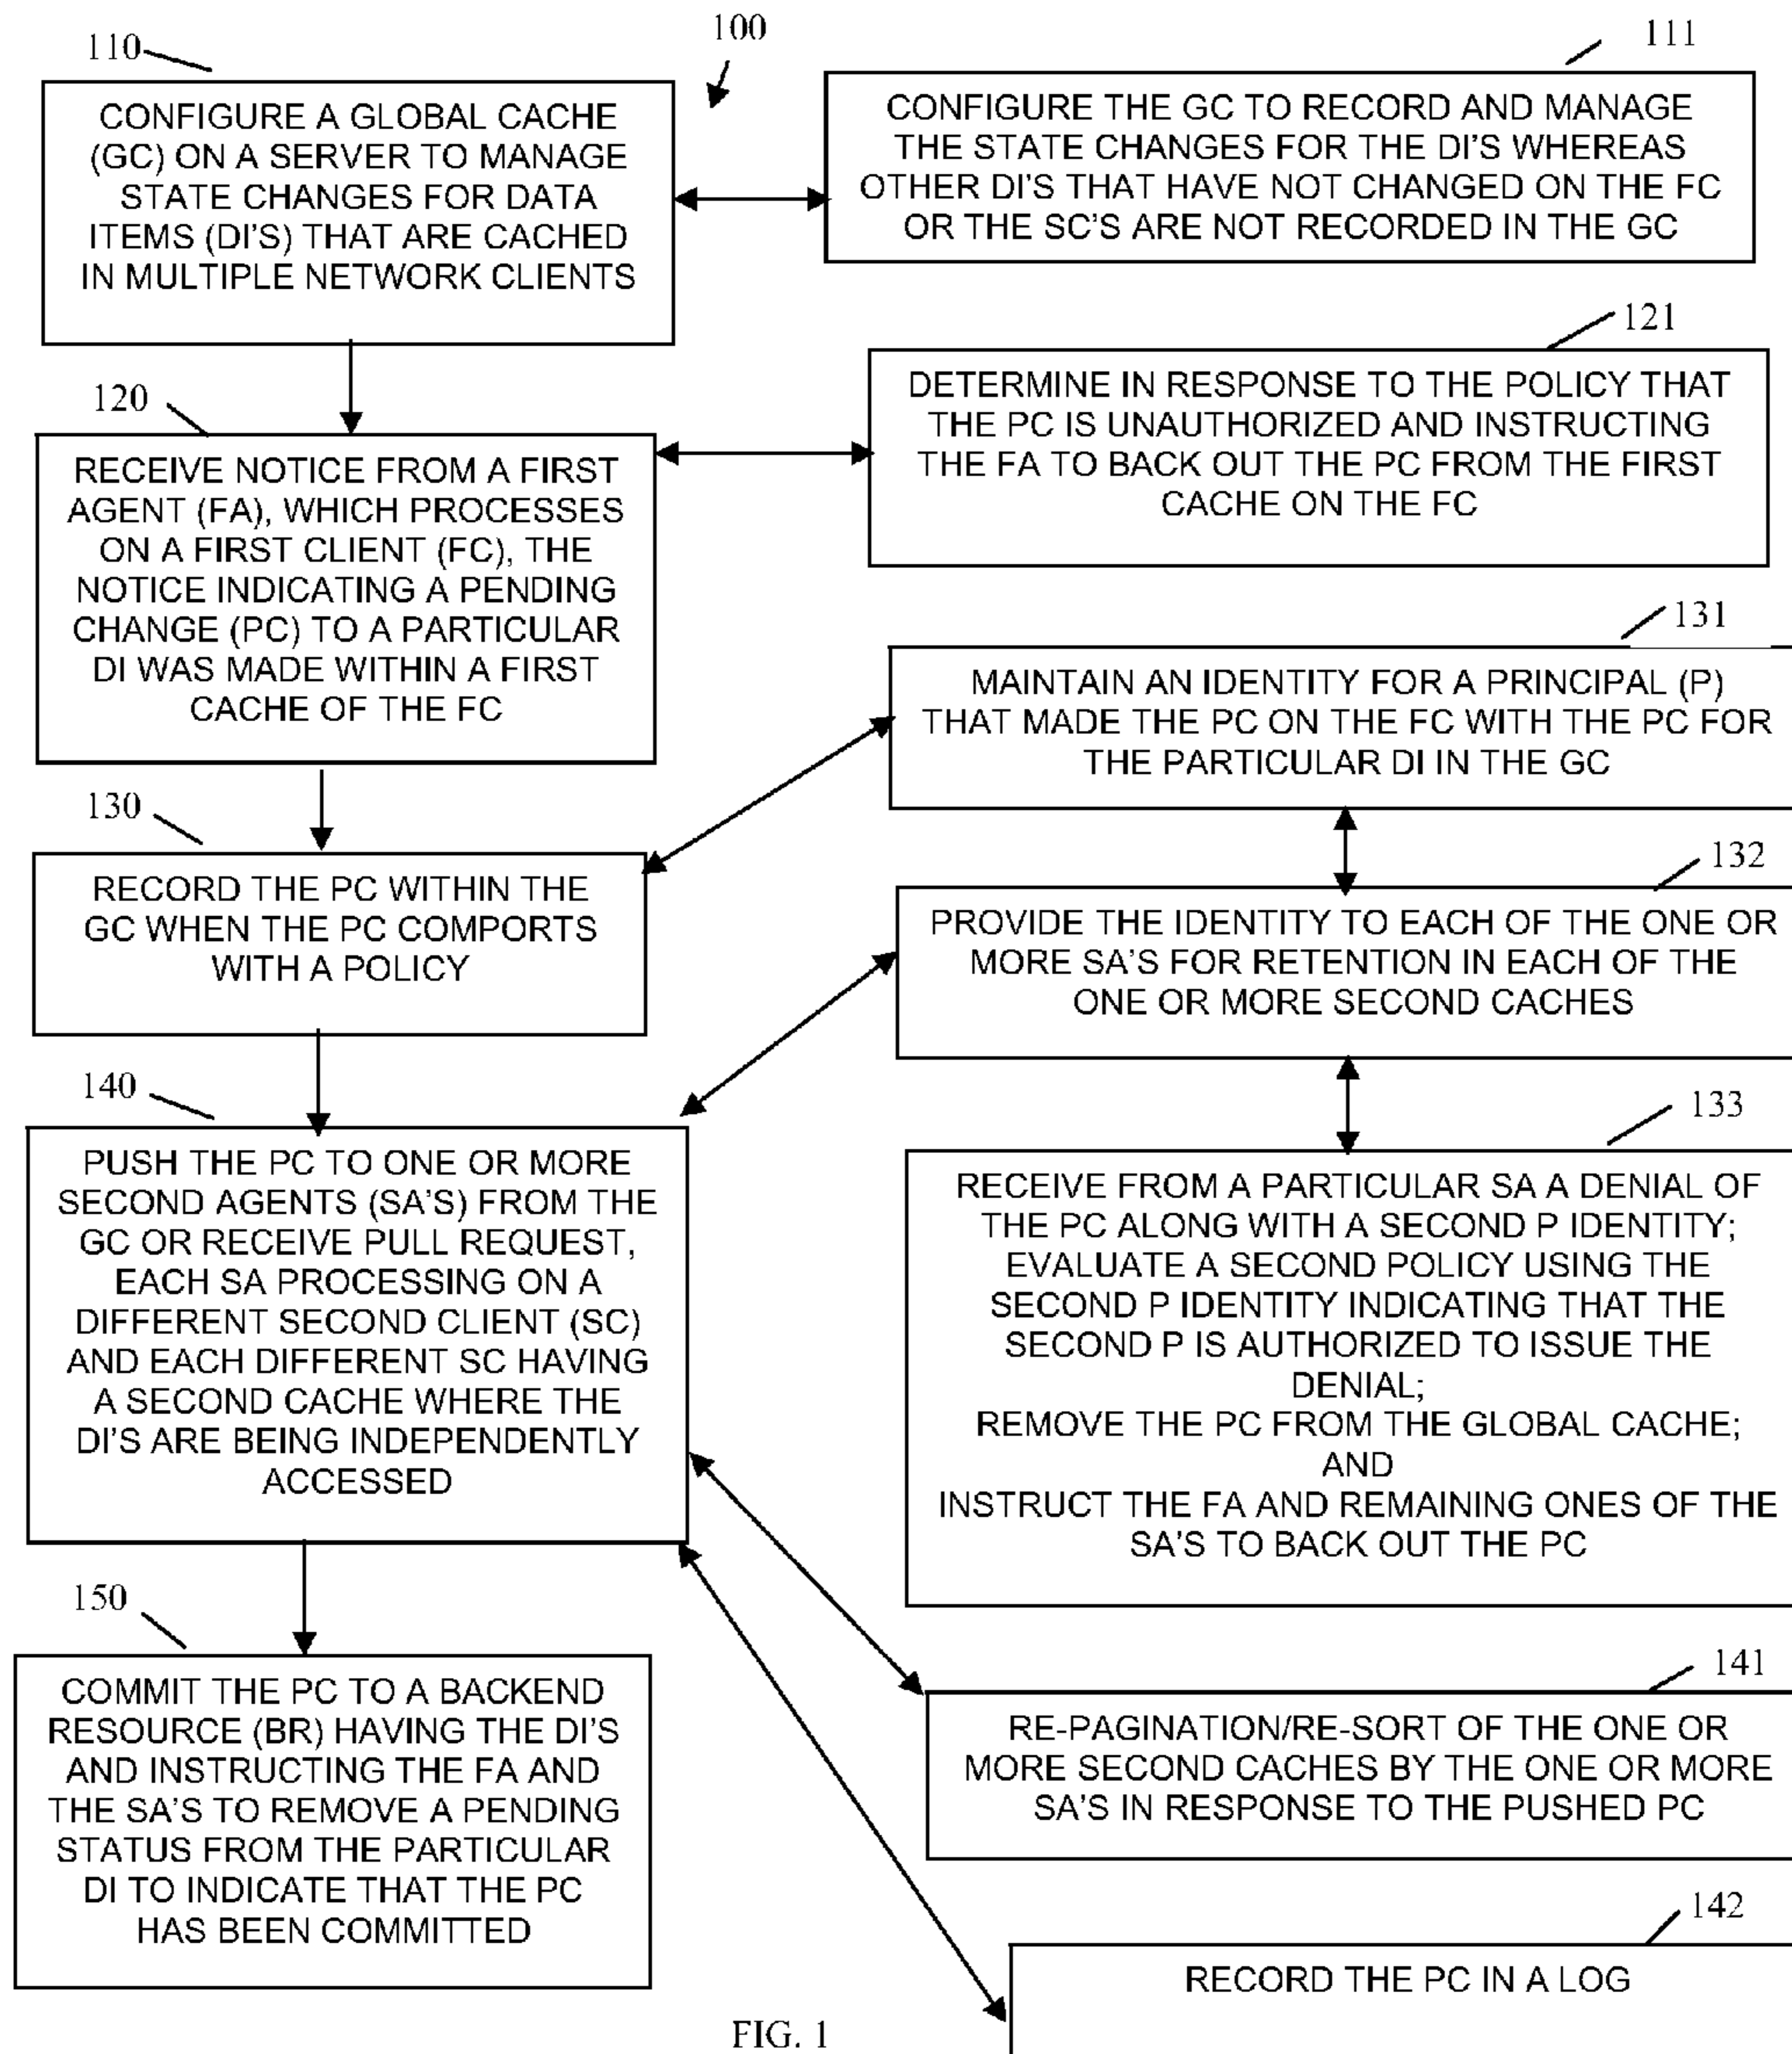 100
110
CONFIGURE A GLOBAL CACHE
(GC) ON A SERVER TO MANAGE
STATE CHANGES FOR DATA
ITEMS (DI'S) THAT ARE CACHED
IN MULTIPLE NETWORK CLIENTS
111
CONFIGURE THE GC TO RECORD AND MANAGE
THE STATE CHANGES FOR THE DI'S WHEREAS
OTHER DI'S THAT HAVE NOT CHANGED ON THE FC
OR THE SC'S ARE NOT RECORDED IN THE GC
120
RECEIVE NOTICE FROM A FIRST
AGENT (FA), WHICH PROCESSES
ON A FIRST CLIENT (FC), THE
NOTICE INDICATING A PENDING
CHANGE (PC) TO A PARTICULAR
DI WAS MADE WITHIN A FIRST
CACHE OF THE FC
121
DETERMINE IN RESPONSE TO THE POLICY THAT
THE PC IS UNAUTHORIZED AND INSTRUCTING
THE FA TO BACK OUT THE PC FROM THE FIRST
CACHE ON THE FC
130
RECORD THE PC WITHIN THE
GC WHEN THE PC COMPORTS
WITH A POLICY
131
MAINTAIN AN IDENTITY FOR A PRINCIPAL (P)
THAT MADE THE PC ON THE FC WITH THE PC FOR
THE PARTICULAR DI IN THE GC
132
PROVIDE THE IDENTITY TO EACH OF THE ONE OR
MORE SA'S FOR RETENTION IN EACH OF THE
ONE OR MORE SECOND CACHES
133
RECEIVE FROM A PARTICULAR SA A DENIAL OF
THE PC ALONG WITH A SECOND P IDENTITY;
EVALUATE A SECOND POLICY USING THE
SECOND P IDENTITY INDICATING THAT THE
SECOND P IS AUTHORIZED TO ISSUE THE
DENIAL;
REMOVE THE PC FROM THE GLOBAL CACHE;
AND
INSTRUCT THE FA AND REMAINING ONES OF THE
SA'S TO BACK OUT THE PC
140
PUSH THE PC TO ONE OR MORE
SECOND AGENTS (SA'S) FROM THE
GC OR RECEIVE PULL REQUEST,
EACH SA PROCESSING ON A
DIFFERENT SECOND CLIENT (SC)
AND EACH DIFFERENT SC HAVING
A SECOND CACHE WHERE THE
DI'S ARE BEING INDEPENDENTLY
ACCESSED
141
RE-PAGINATION/RE-SORT OF THE ONE OR
MORE SECOND CACHES BY THE ONE OR MORE
SA'S IN RESPONSE TO THE PUSHED PC
142
RECORD THE PC IN A LOG
150
COMMIT THE PC TO A BACKEND
RESOURCE (BR) HAVING THE DI'S
AND INSTRUCTING THE FA AND
THE SA'S TO REMOVE A PENDING
STATUS FROM THE PARTICULAR
DI TO INDICATE THAT THE PC
HAS BEEN COMMITTED
FIG. 1